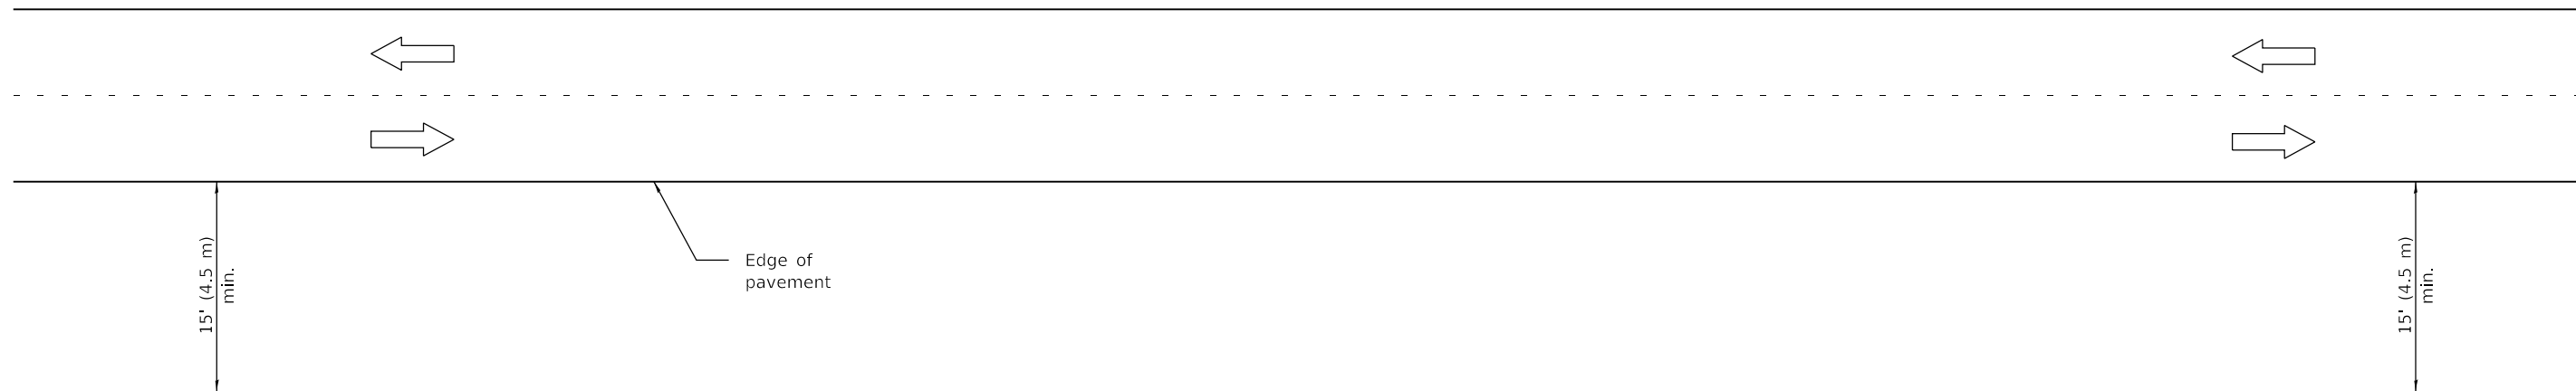 15' (4.5 m)
min.
Edge of
pavement
15' (4.5 m)
min.